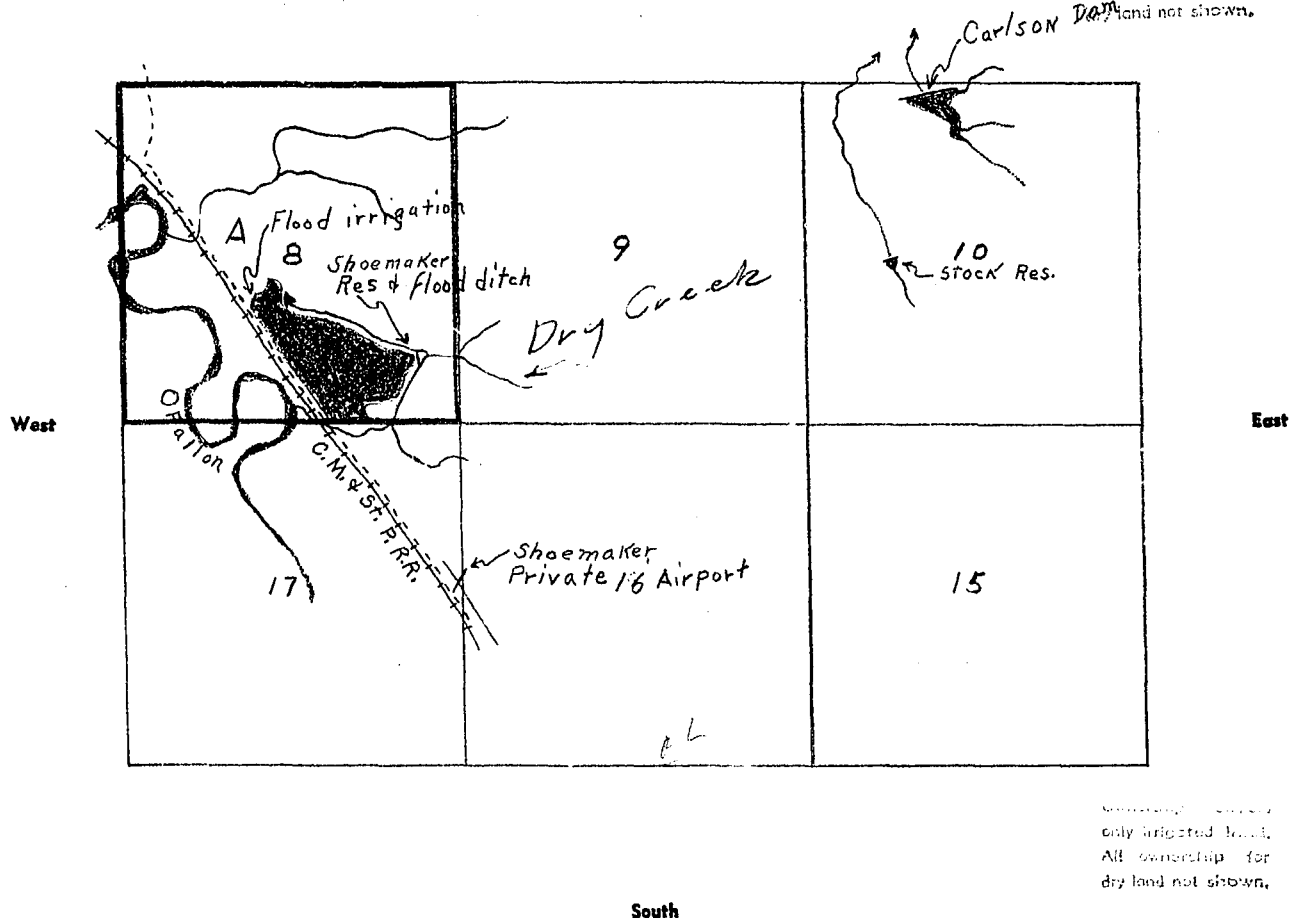 Carlson Dam
land not shown.
A
Flood irrigation
8
Shoemaker
Res & flood ditch
9
Dry Creek
10
Stock Res.
West
East
O Fallon
C.M. & St. P. R.R.
Shoemaker
Private 16 Airport
17
15
only irrigated land.
All ownership for
dry land not shown.
South